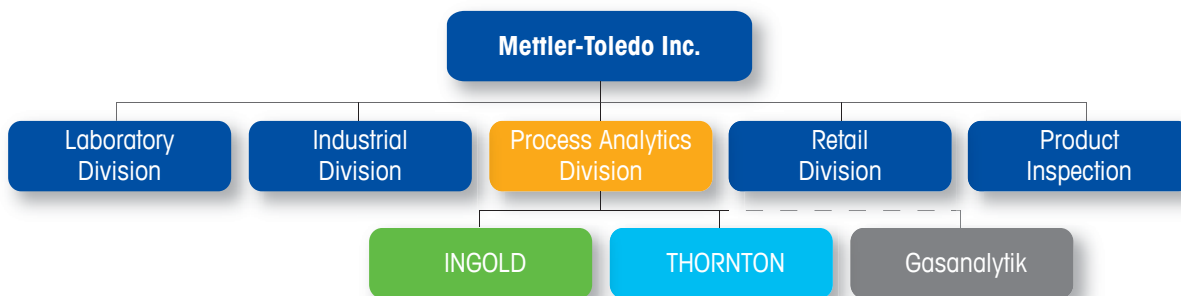 Mettler-Toledo Inc.
Laboratory
Division
Industrial
Division
Process Analytics
Division
Retail
Division
Product
Inspection
INGOLD
THORNTON
Gasanalytik